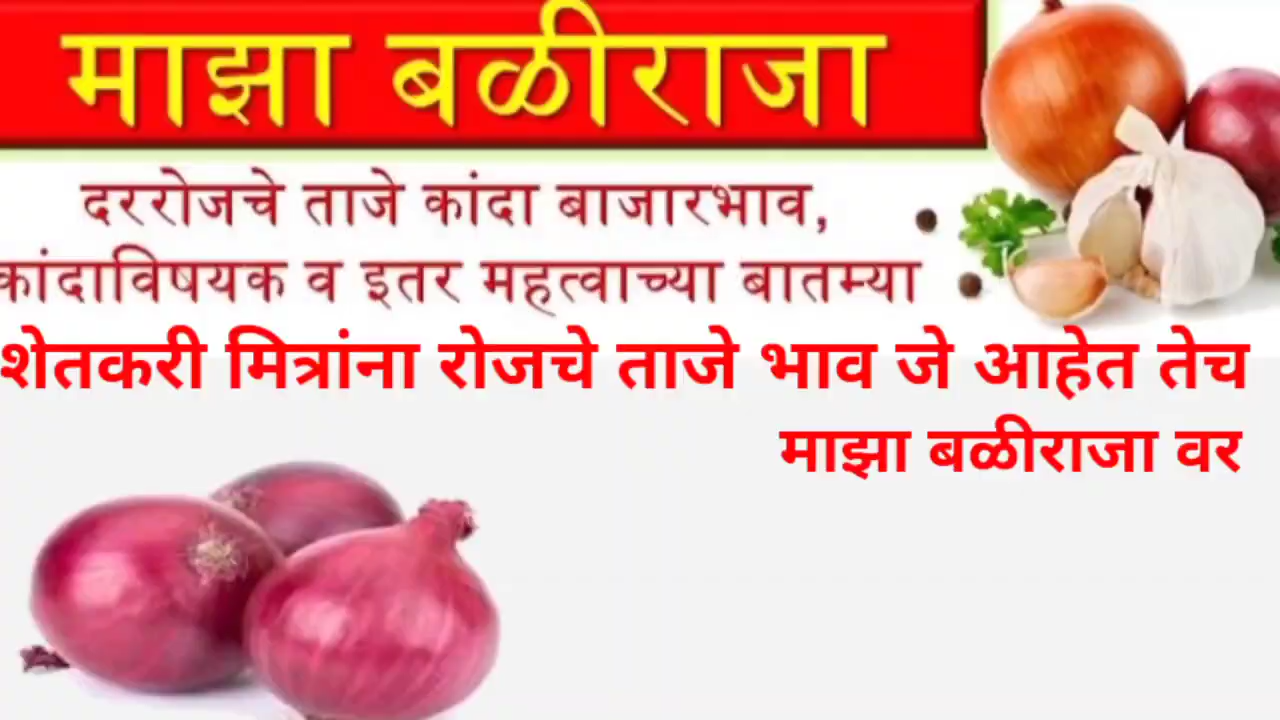 माझा बळीराजा
दररोजचे ताजे कांदा बाजारभाव,
कांदाविषयक व इतर महत्वाच्या बातम्या
शेतकरी मित्रांना रोजचे ताजे भाव जे आहेत तेच
माझा बळीराजा वर